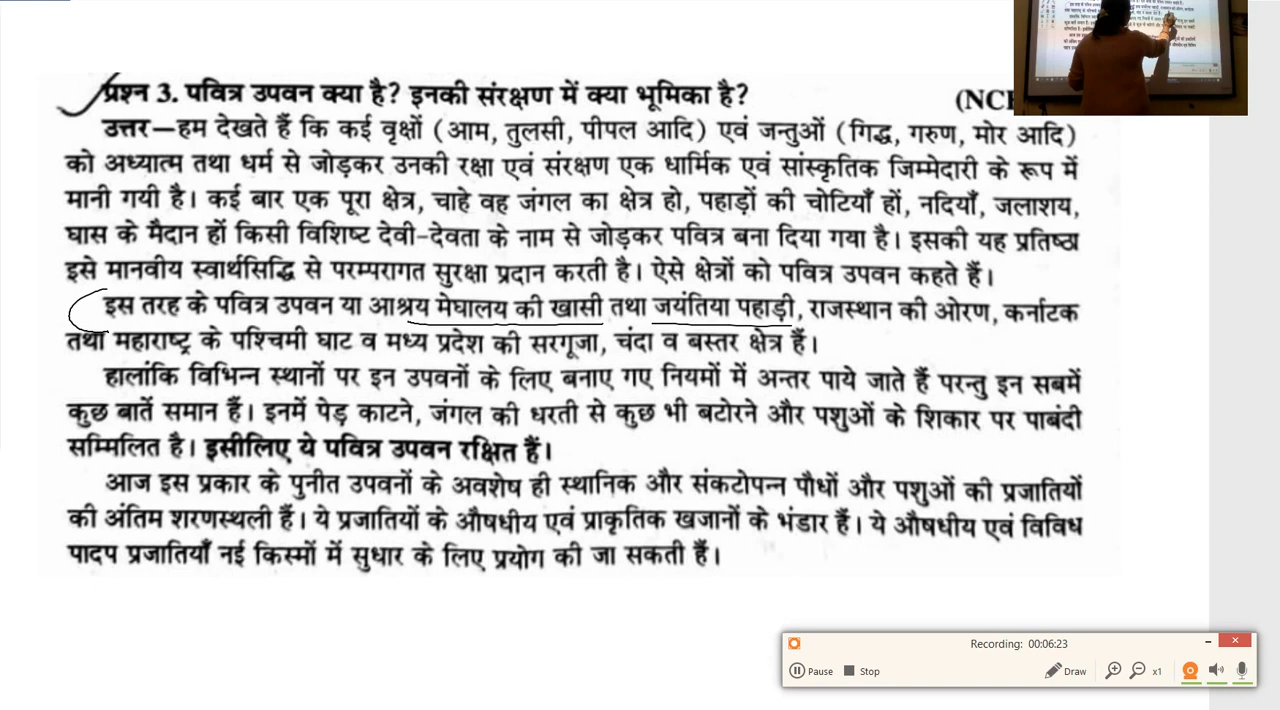 प्रश्न 3. पवित्र उपवन क्या है? इनकी संरक्षण में क्या भूमिका है?
उत्तर—हम देखते हैं कि कई वृक्षों (आम, तुलसी, पीपल आदि) एवं जन्तुओं (गिद्ध, गरुण, मोर आदि)
को अध्यात्म तथा धर्म से जोड़कर उनकी रक्षा एवं संरक्षण एक धार्मिक एवं सांस्कृतिक जिम्मेदारी के रूप में
मानी गयी है। कई बार एक पूरा क्षेत्र, चाहे वह जंगल का क्षेत्र हो, पहाड़ों की चोटियाँ हों, नदियाँ, जलाशय,
घास के मैदान हों किसी विशिष्ट देवी-देवता के नाम से जोड़कर पवित्र बना दिया गया है। इसकी यह प्रतिष्ठा
इसे मानवीय स्वार्थसिद्धि से परम्परागत सुरक्षा प्रदान करती है। ऐसे क्षेत्रों को पवित्र उपवन कहते हैं।
इस तरह के पवित्र उपवन या आश्रय मेघालय की खासी तथा जयंतिया पहाड़ी, राजस्थान की ओरण, कर्नाटक
तथा महाराष्ट्र के पश्चिमी घाट व मध्य प्रदेश की सरगूजा, चंदा व बस्तर क्षेत्र हैं।
हालांकि विभिन्न स्थानों पर इन उपवनों के लिए बनाए गए नियमों में अन्तर पाये जाते हैं परन्तु इन सबमें
कुछ बातें समान हैं। इनमें पेड़ काटने, जंगल की धरती से कुछ भी बटोरने और पशुओं के शिकार पर पाबंदी
सम्मिलित है। इसीलिए ये पवित्र उपवन रक्षित हैं।
आज इस प्रकार के पुनीत उपवनों के अवशेष ही स्थानिक और संकटोपन्न पौधों और पशुओं की प्रजातियों
की अंतिम शरणस्थली हैं। ये प्रजातियों के औषधीय एवं प्राकृतिक खजानों के भंडार हैं। ये औषधीय एवं विविध
पादप प्रजातियाँ नई किस्मों में सुधार के लिए प्रयोग की जा सकती हैं।
Recording: 00:06:23
Pause Stop Draw x1